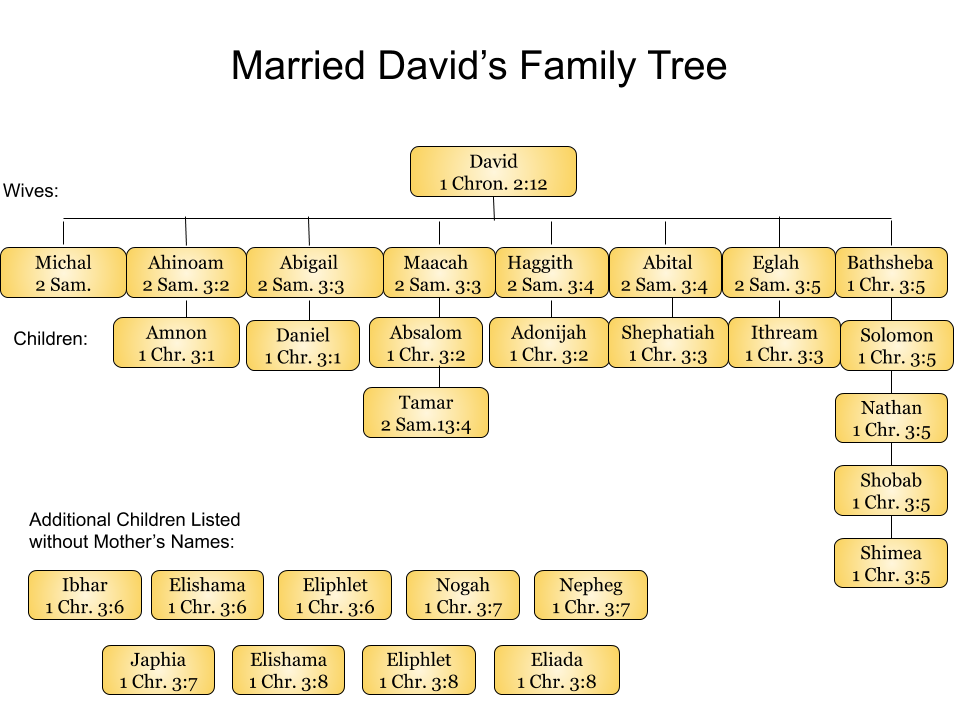 Married David’s Family Tree
David
1 Chron. 2:12
Wives:
Michal
2 Sam.
Ahinoam
2 Sam. 3:2
Abigail
2 Sam. 3:3
Maacah
2 Sam. 3:3
Haggith
2 Sam. 3:4
Abital
2 Sam. 3:4
Eglah
2 Sam. 3:5
Bathsheba
1 Chr. 3:5
Children:
Amnon
1 Chr. 3:1
Daniel
1 Chr. 3:1
Absalom
1 Chr. 3:2
Adonijah
1 Chr. 3:2
Shephatiah
1 Chr. 3:3
Ithream
1 Chr. 3:3
Solomon
1 Chr. 3:5
Tamar
2 Sam.13:4
Nathan
1 Chr. 3:5
Shobab
1 Chr. 3:5
Shimea
1 Chr. 3:5
Additional Children Listed
without Mother’s Names:
Ibhar
1 Chr. 3:6
Elishama
1 Chr. 3:6
Eliphlet
1 Chr. 3:6
Nogah
1 Chr. 3:7
Nepheg
1 Chr. 3:7
Japhia
1 Chr. 3:7
Elishama
1 Chr. 3:8
Eliphlet
1 Chr. 3:8
Eliada
1 Chr. 3:8